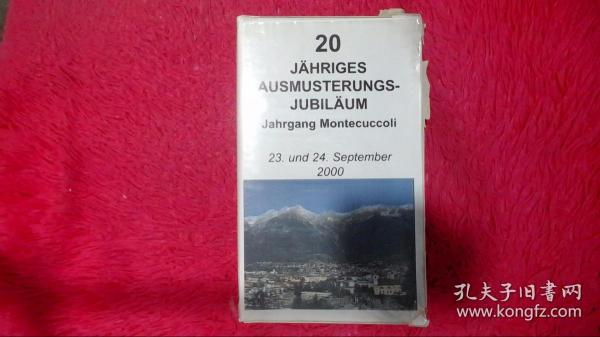 20
JÄHRIGES
AUSMUSTERUNGS-
JUBILÄUM
Jahrgang Montecuccoli
23. und 24. September
2000
孔夫子旧书网
www.kongfz.com